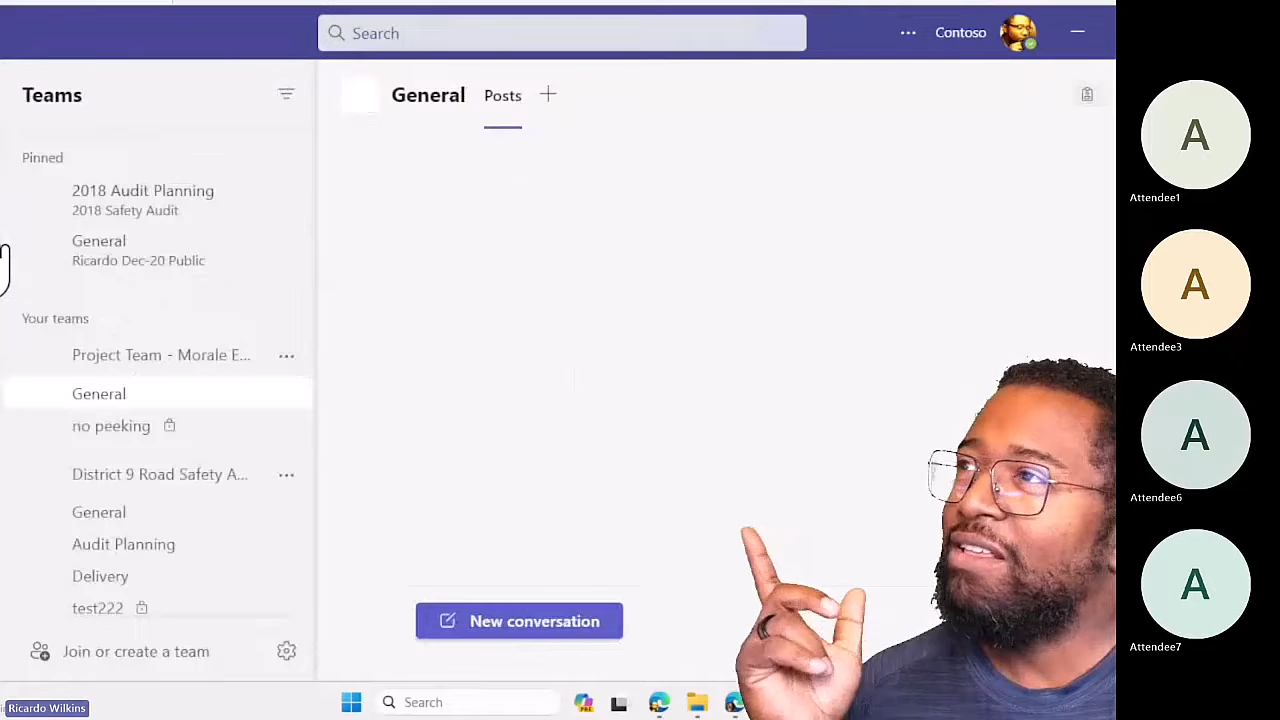 Search
Contoso
Teams
General
Posts
Pinned
2018 Audit Planning
2018 Safety Audit
General
Ricardo Dec-20 Public
Your teams
Project Team - Morale E...
General
no peeking
District 9 Road Safety A...
General
Audit Planning
Delivery
test222
New conversation
Join or create a team
Search
Ricardo Wilkins
A
Attendee1
A
Attendee3
A
Attendee6
A
Attendee7